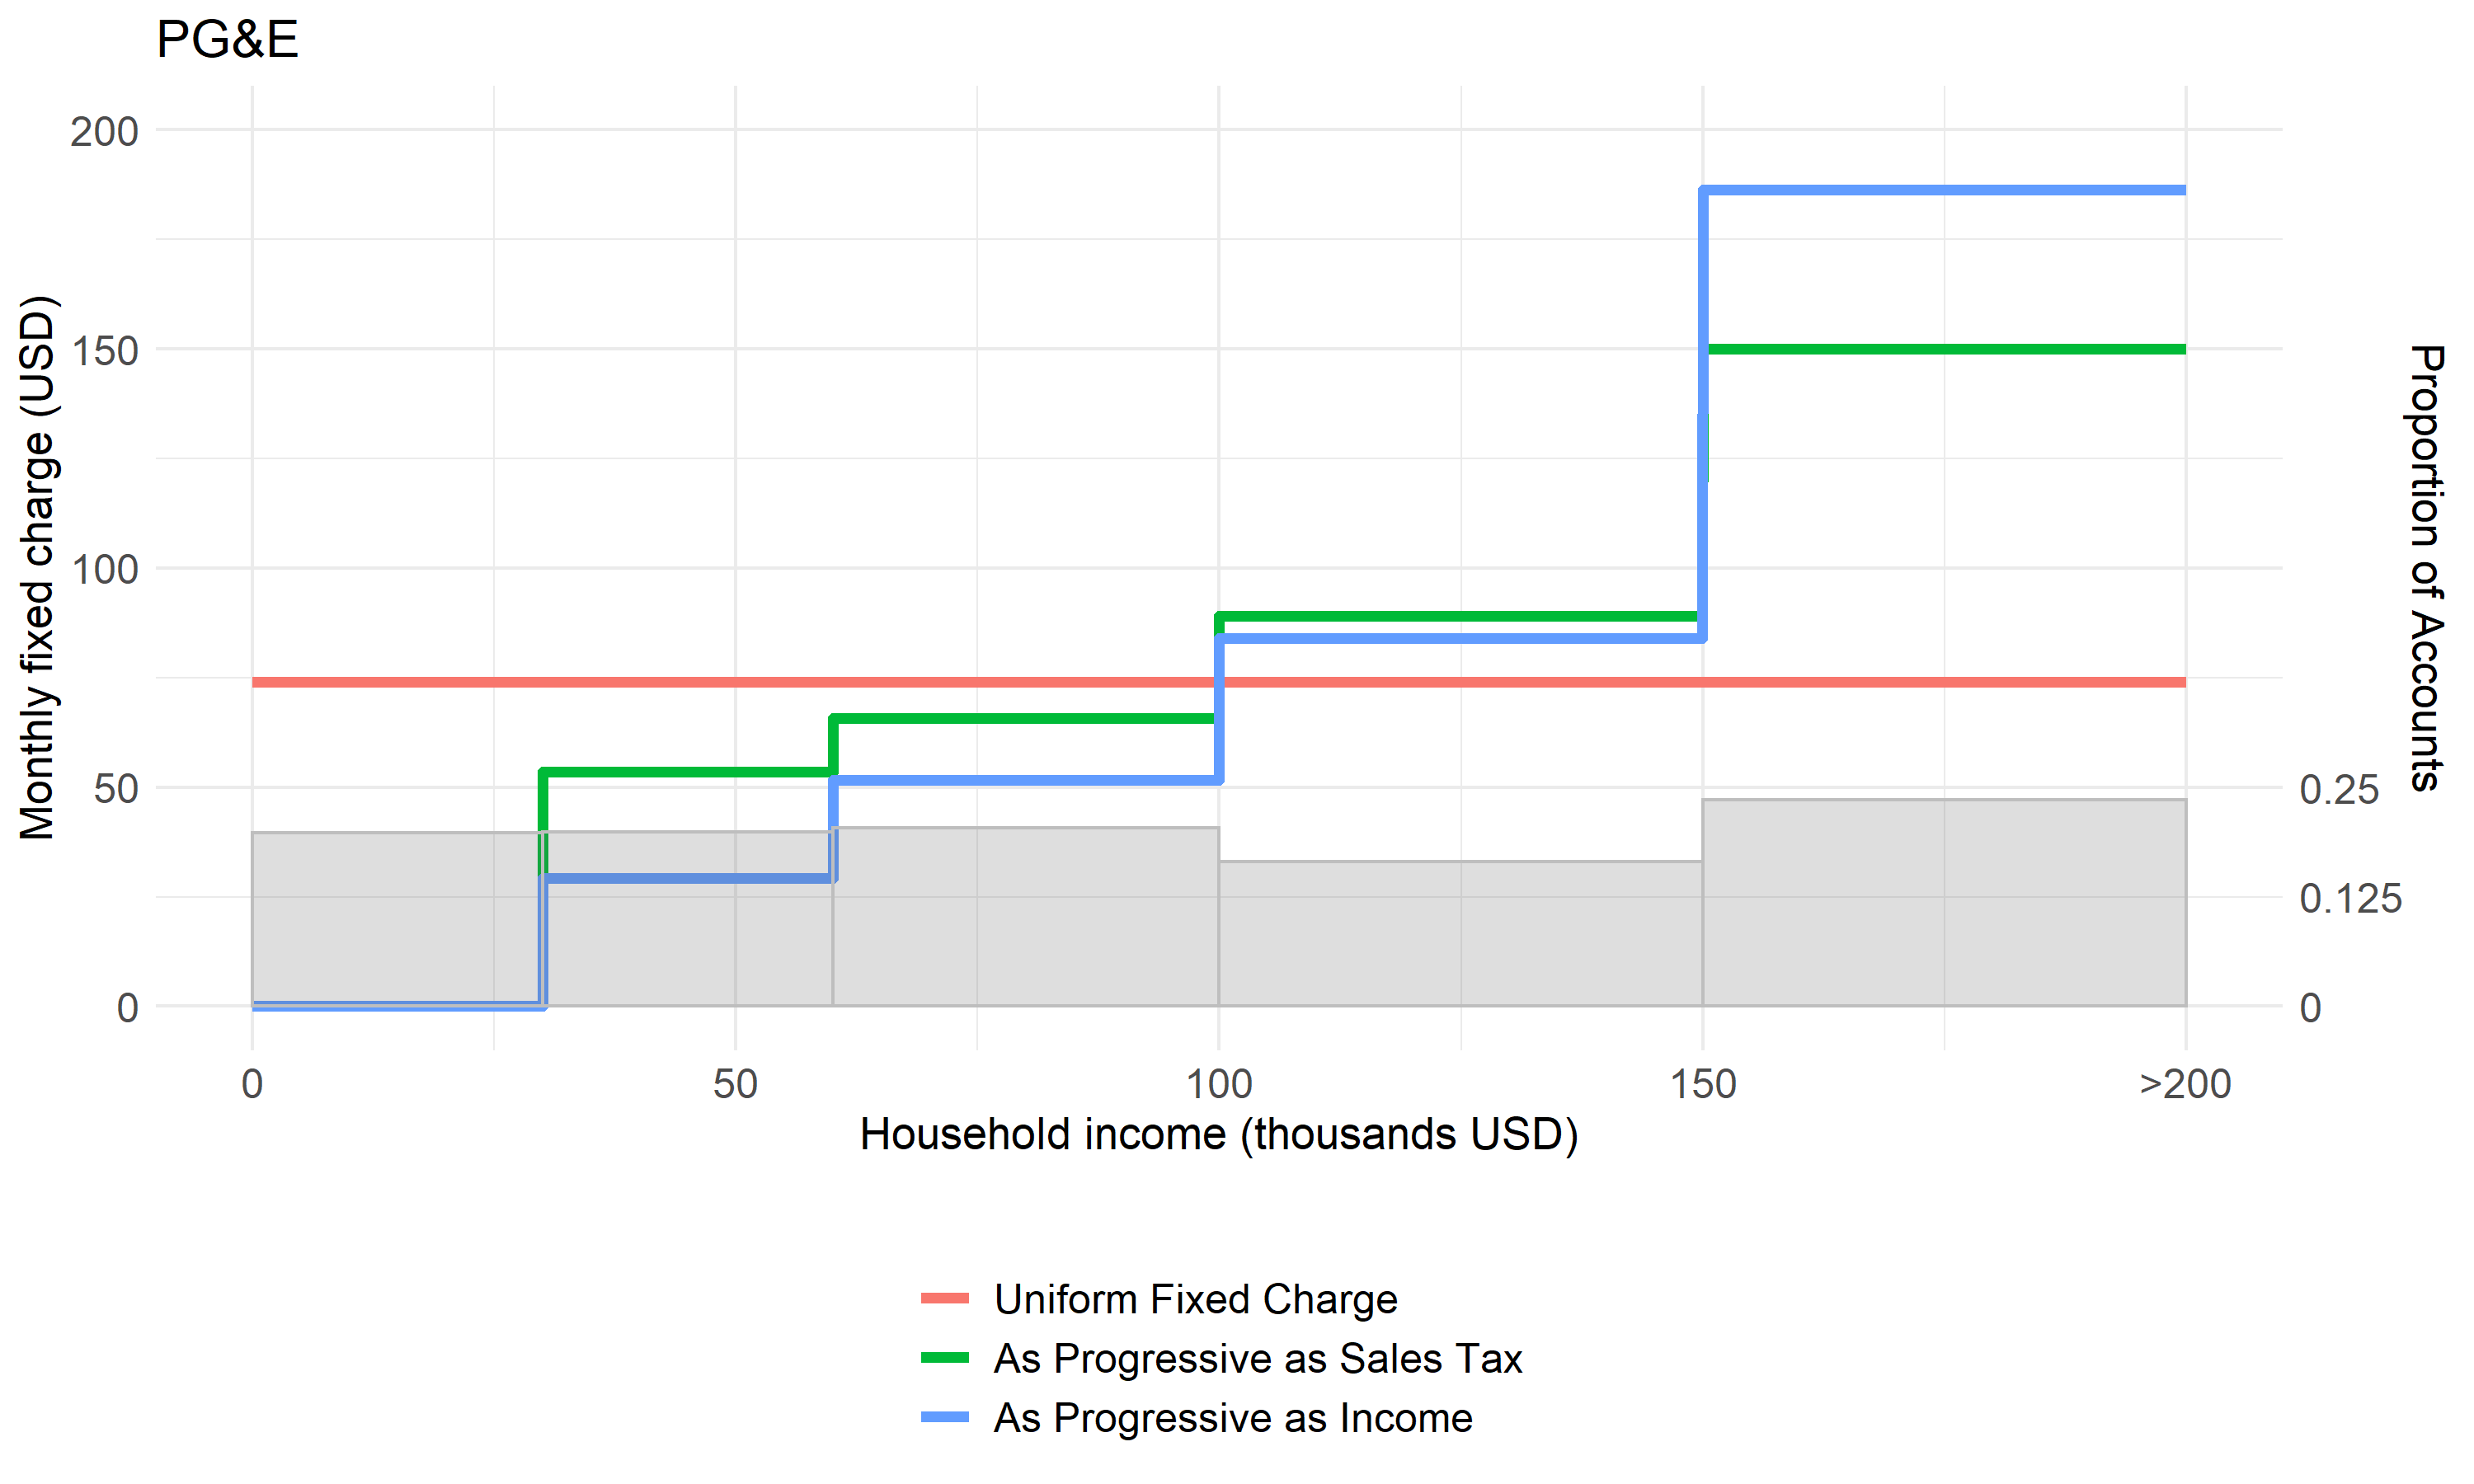 PG&E
Monthly fixed charge (USD)
200
150
100
50
0
Proportion of Accounts
0.25
0.125
0
0
50
100
150
>200
Household income (thousands USD)
Uniform Fixed Charge
As Progressive as Sales Tax
As Progressive as Income